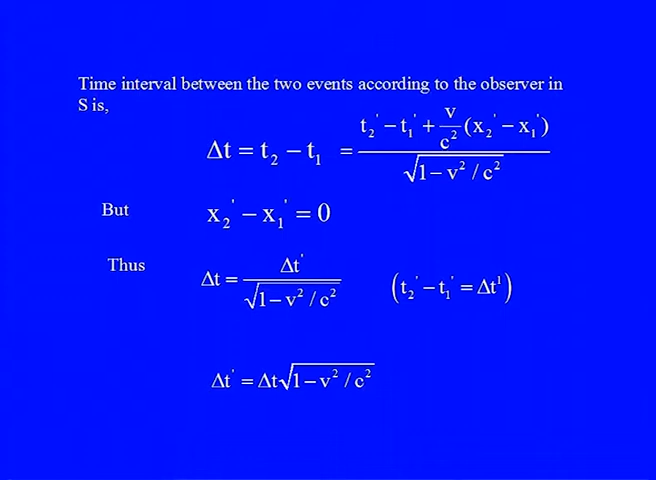 Time interval between the two events according to the observer in
S is,
Δt = t₂ − t₁ = (t₂' − t₁' + v/c² (x₂' − x₁')) / √(1 − v² / c²)
But x₂' − x₁' = 0
Thus Δt = Δt' / √(1 − v² / c²) (t₂' − t₁' = Δt¹)
Δt' = Δt√(1 − v² / c²)